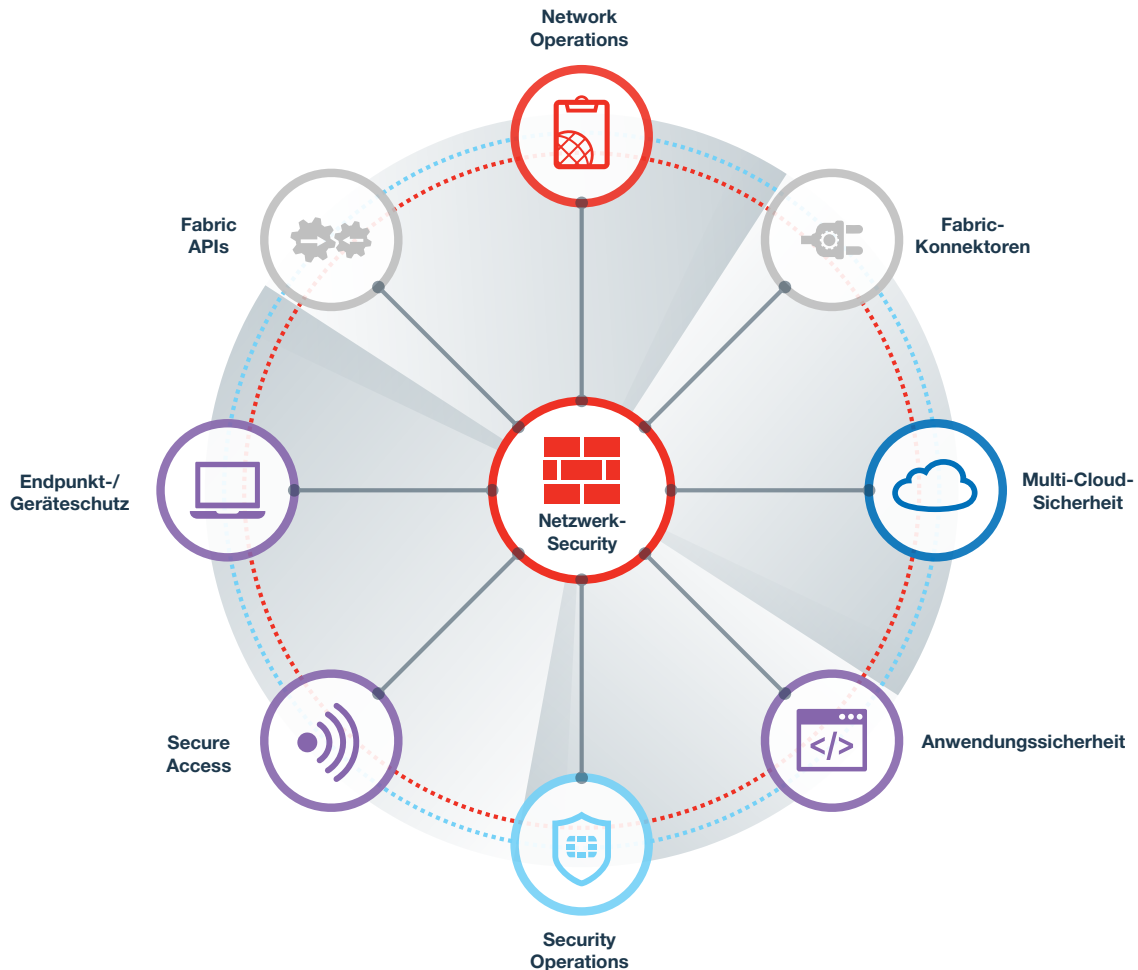 Network
Operations
Fabric
APIs
Fabric-
Konnektoren
Endpunkt-/
Geräteschutz
Netzwerk-
Security
Multi-Cloud-
Sicherheit
Secure
Access
</>
Anwendungssicherheit
Security
Operations